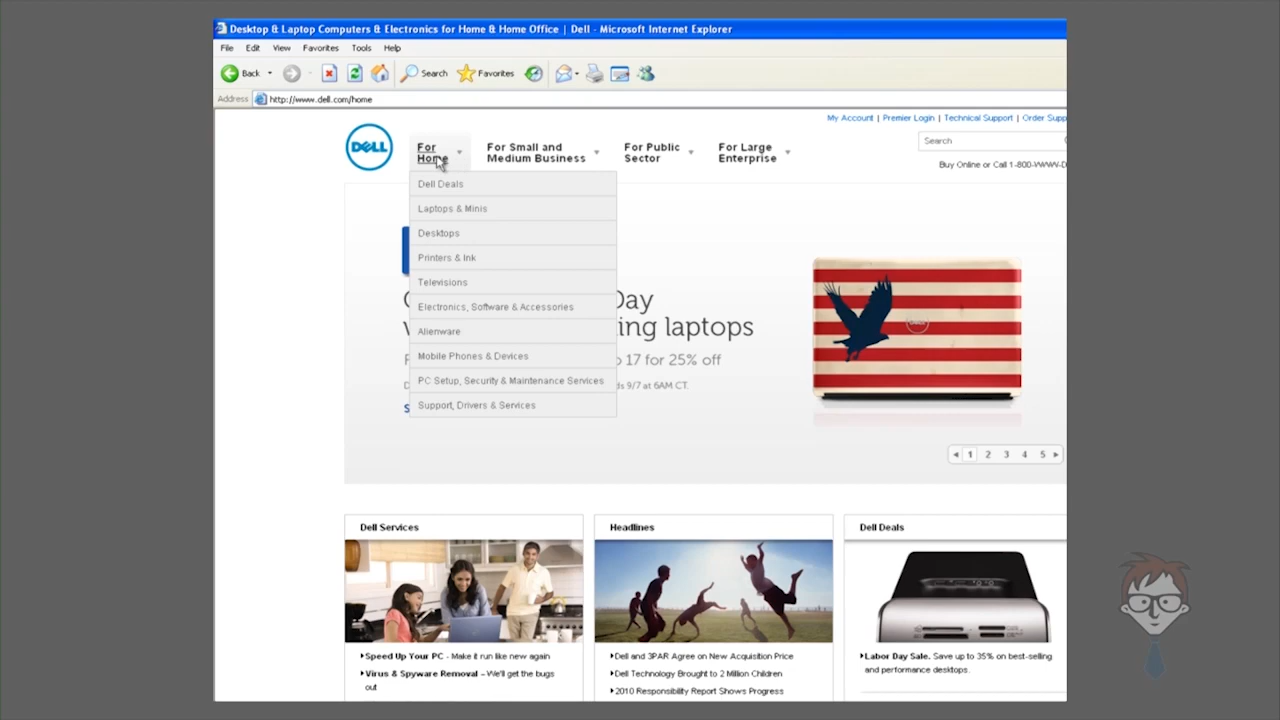 Desktop & Laptop Computers & Electronics for Home & Home Office | Dell - Microsoft Internet Explorer
File Edit View Favorites Tools Help
Back Search Favorites
Address http://www.dell.com/home
My Account | Premier Login | Technical Support | Order Supp
DELL
For Home
For Small and Medium Business
For Public Sector
For Large Enterprise
Search
Buy Online or Call 1-800-WWW-D
Dell Deals
Laptops & Minis
Desktops
Printers & Ink
Televisions
Electronics, Software & Accessories
Alienware
Mobile Phones & Devices
PC Setup, Security & Maintenance Services
Support, Drivers & Services
Day
ing laptops
17 for 25% off
9/7 at 6AM CT.
DELL
1 2 3 4 5
Dell Services
Speed Up Your PC - Make it run like new again
Virus & Spyware Removal – We'll get the bugs
out
Headlines
Dell and 3PAR Agree on New Acquisition Price
Dell Technology Brought to 2 Million Children
2010 Responsibility Report Shows Progress
Dell Deals
Labor Day Sale. Save up to 35% on best-selling
and performance desktops.